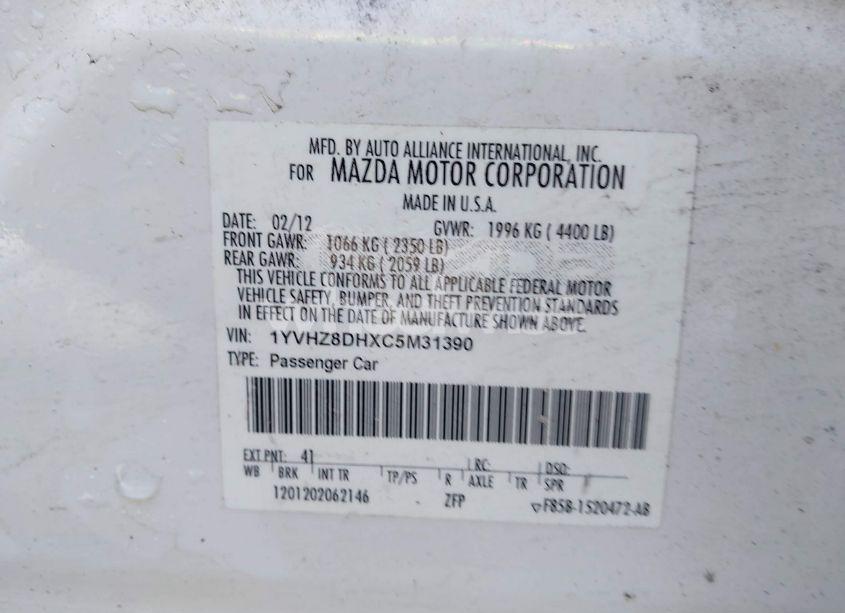 MFD. BY AUTO ALLIANCE INTERNATIONAL, INC.
FOR MAZDA MOTOR CORPORATION
MADE IN U.S.A.
DATE: 02/12 GVWR: 1996 KG ( 4400 LB)
FRONT GAWR: 1066 KG ( 2350 LB)
REAR GAWR: 934 KG ( 2059 LB)
THIS VEHICLE CONFORMS TO ALL APPLICABLE FEDERAL MOTOR
VEHICLE SAFETY, BUMPER, AND THEFT PREVENTION STANDARDS
IN EFFECT ON THE DATE OF MANUFACTURE SHOWN ABOVE.
VIN: 1YVHZ8DHXC5M31390
TYPE: Passenger Car
EXT PNT: 41 RC: DSO:
WB BRK INT TR TP/PS R AXLE TR SPR
1201202062146 ZFP F85B-1520472-AB